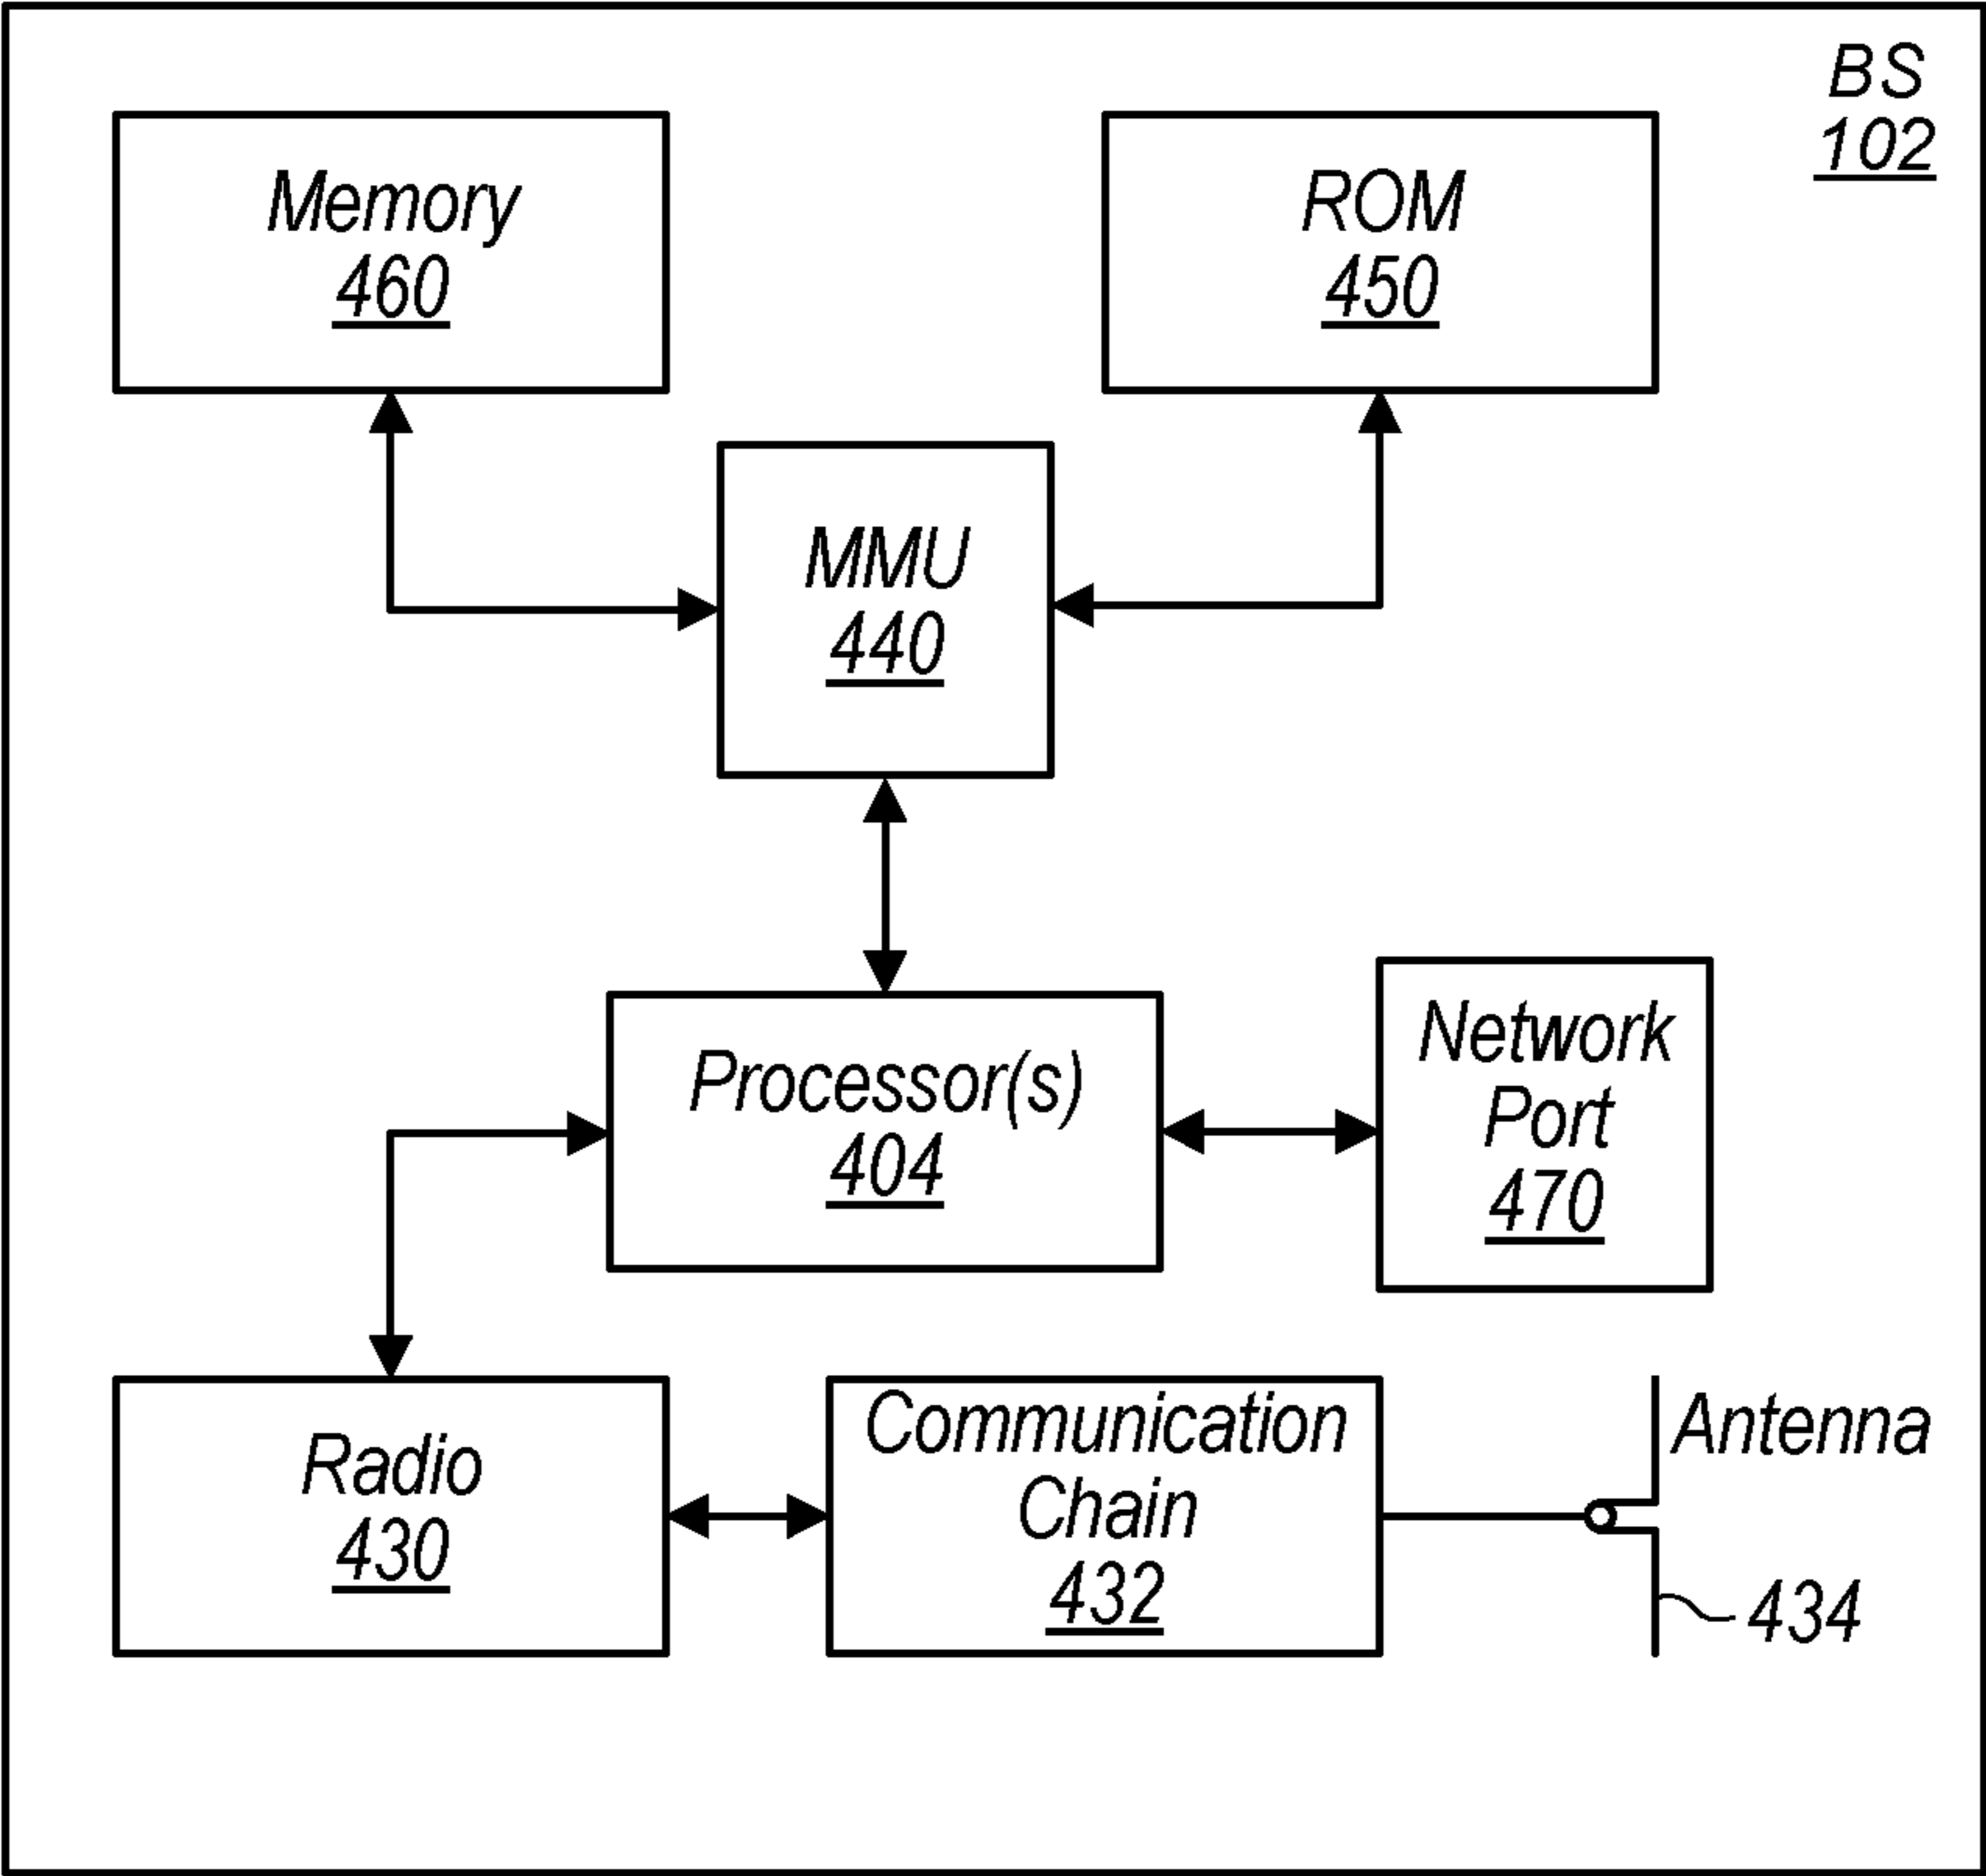 BS
102
Memory
460
ROM
450
MMU
440
Processor(s)
404
Network
Port
470
Radio
430
Communication
Chain
432
Antenna
434